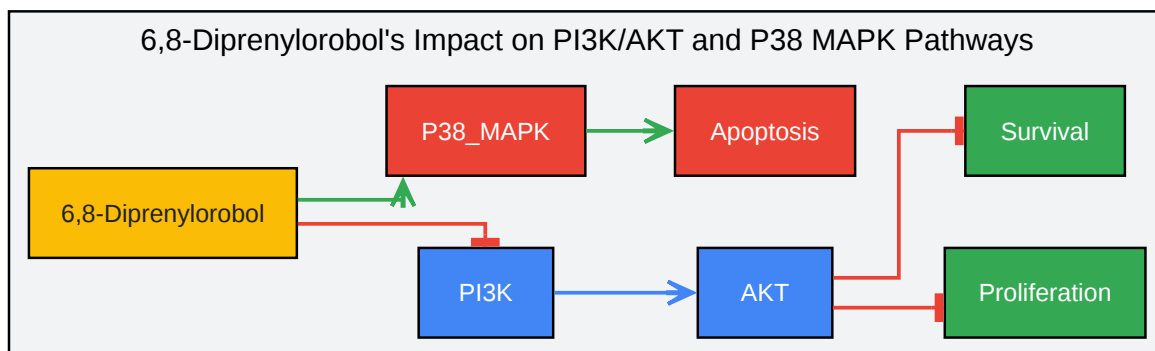 6,8-Diprenylorobol's Impact on PI3K/AKT and P38 MAPK Pathways
P38_MAPK
Apoptosis
Survival
6,8-Diprenylorobol
PI3K
AKT
Proliferation